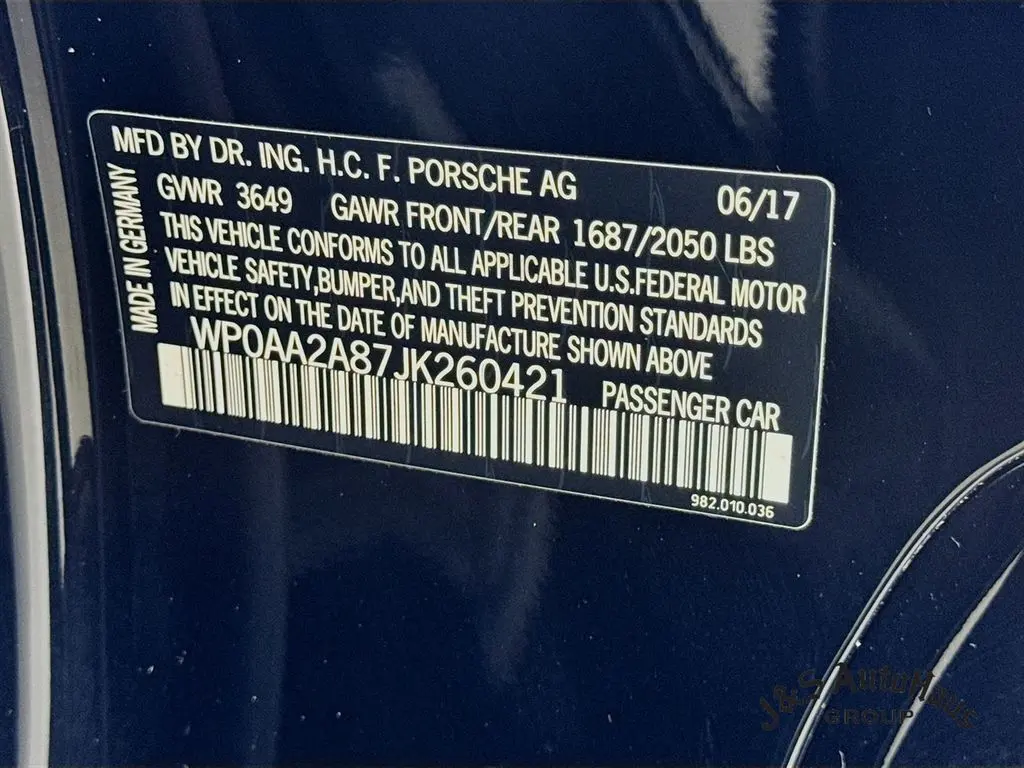 MFD BY DR. ING. H.C. F. PORSCHE AG 06/17
GVWR 3649 GAWR FRONT/REAR 1687/2050 LBS
THIS VEHICLE CONFORMS TO ALL APPLICABLE U.S.FEDERAL MOTOR
VEHICLE SAFETY,BUMPER,AND THEFT PREVENTION STANDARDS
IN EFFECT ON THE DATE OF MANUFACTURE SHOWN ABOVE
WP0AA2A87JK260421 PASSENGER CAR
982.010.036
MADE IN GERMANY
J&S AUTOHAUS
GROUP